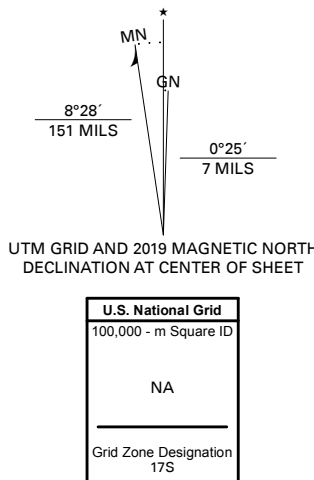 ★
MN
GN
8°28´
151 MILS
0°25´
7 MILS
UTM GRID AND 2019 MAGNETIC NORTH
DECLINATION AT CENTER OF SHEET
U.S. National Grid
100,000 - m Square ID
NA
Grid Zone Designation
17S